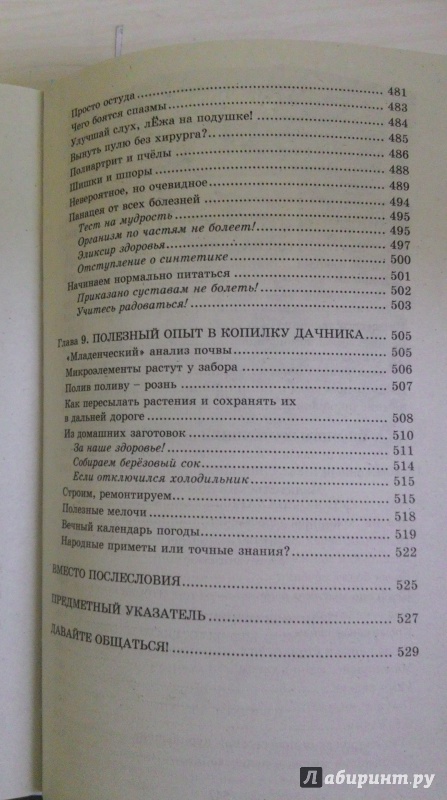 Просто остуда ........ 481
Чего боятся спазмы ........ 483
Улучшай слух, лЁжа на подушке! ........ 484
Вынуть пулю без хирурга? ........ 485
Полиартрит и пчёлы ........ 486
Шишки и шпоры ........ 488
Невероятное, но очевидное ........ 489
Панацея от всех болезней ........ 494
Тест на мудрость ........ 495
Организм по частям не болеет! ........ 495
Эликсир здоровья ........ 497
Отступление о синтетике ........ 500
Начинаем нормально питаться ........ 501
Приказано суставам не болеть! ........ 502
Учитесь радоваться! ........ 503
Глава 9. ПОЛЕЗНЫЙ ОПЫТ В КОПИЛКУ ДАЧНИКА ........ 505
«Младенческий» анализ почвы ........ 505
Микроэлементы растут у забора ........ 506
Полив поливу – рознь ........ 507
Как пересылать растения и сохранять их
в дальней дороге ........ 508
Из домашних заготовок ........ 510
За наше здоровье! ........ 511
Собираем берёзовый сок ........ 514
Если отключился холодильник ........ 515
Строим, ремонтируем... ........ 515
Полезные мелочи ........ 518
Вечный календарь погоды ........ 519
Народные приметы или точные знания? ........ 522
ВМЕСТО ПОСЛЕСЛОВИЯ ........ 525
ПРЕДМЕТНЫЙ УКАЗАТЕЛЬ ........ 527
ДАВАЙТЕ ОБЩАТЬСЯ! ........ 529
Лабиринт.ру